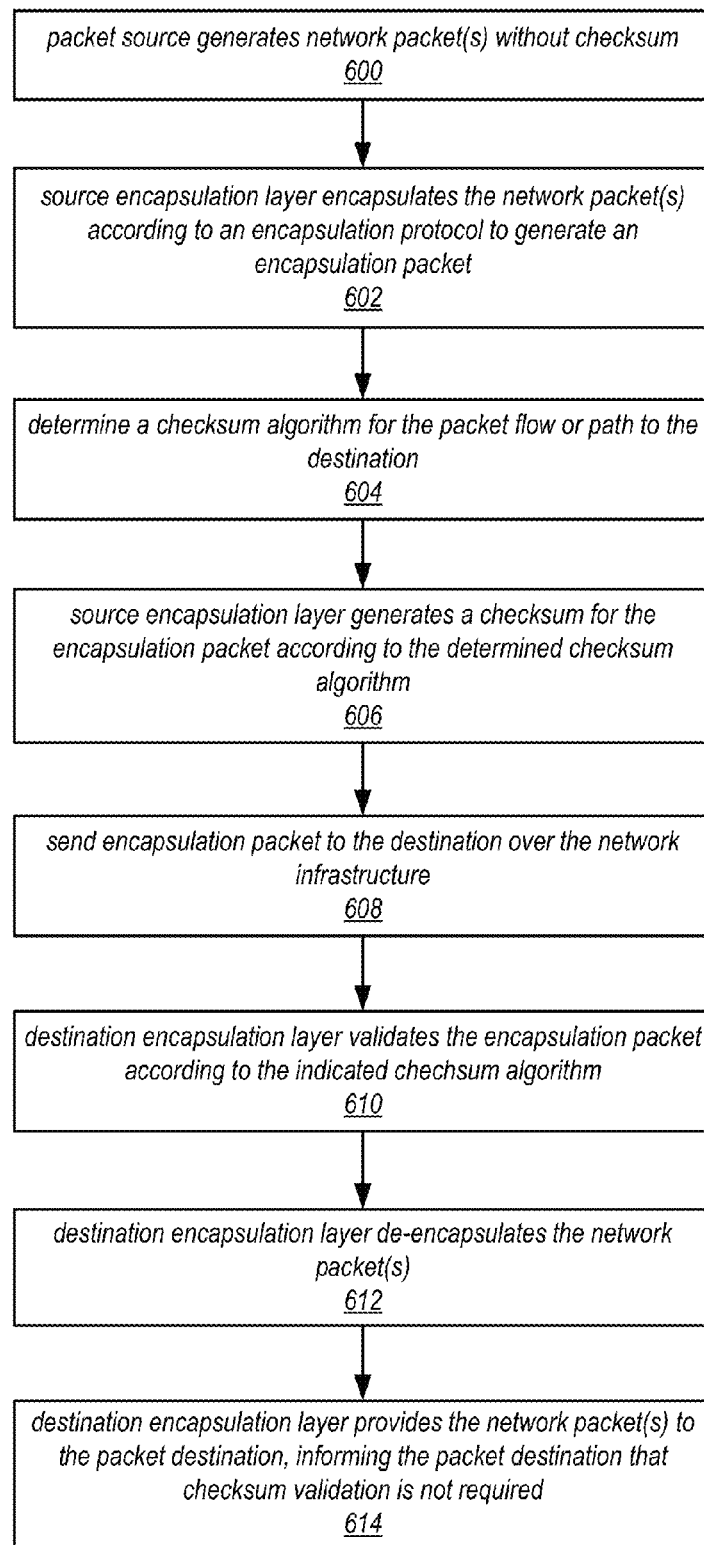 packet source generates network packet(s) without checksum
600
source encapsulation layer encapsulates the network packet(s)
according to an encapsulation protocol to generate an
encapsulation packet
602
determine a checksum algorithm for the packet flow or path to the
destination
604
source encapsulation layer generates a checksum for the
encapsulation packet according to the determined checksum
algorithm
606
send encapsulation packet to the destination over the network
infrastructure
608
destination encapsulation layer validates the encapsulation packet
according to the indicated chechsum algorithm
610
destination encapsulation layer de-encapsulates the network
packet(s)
612
destination encapsulation layer provides the network packet(s) to
the packet destination, informing the packet destination that
checksum validation is not required
614